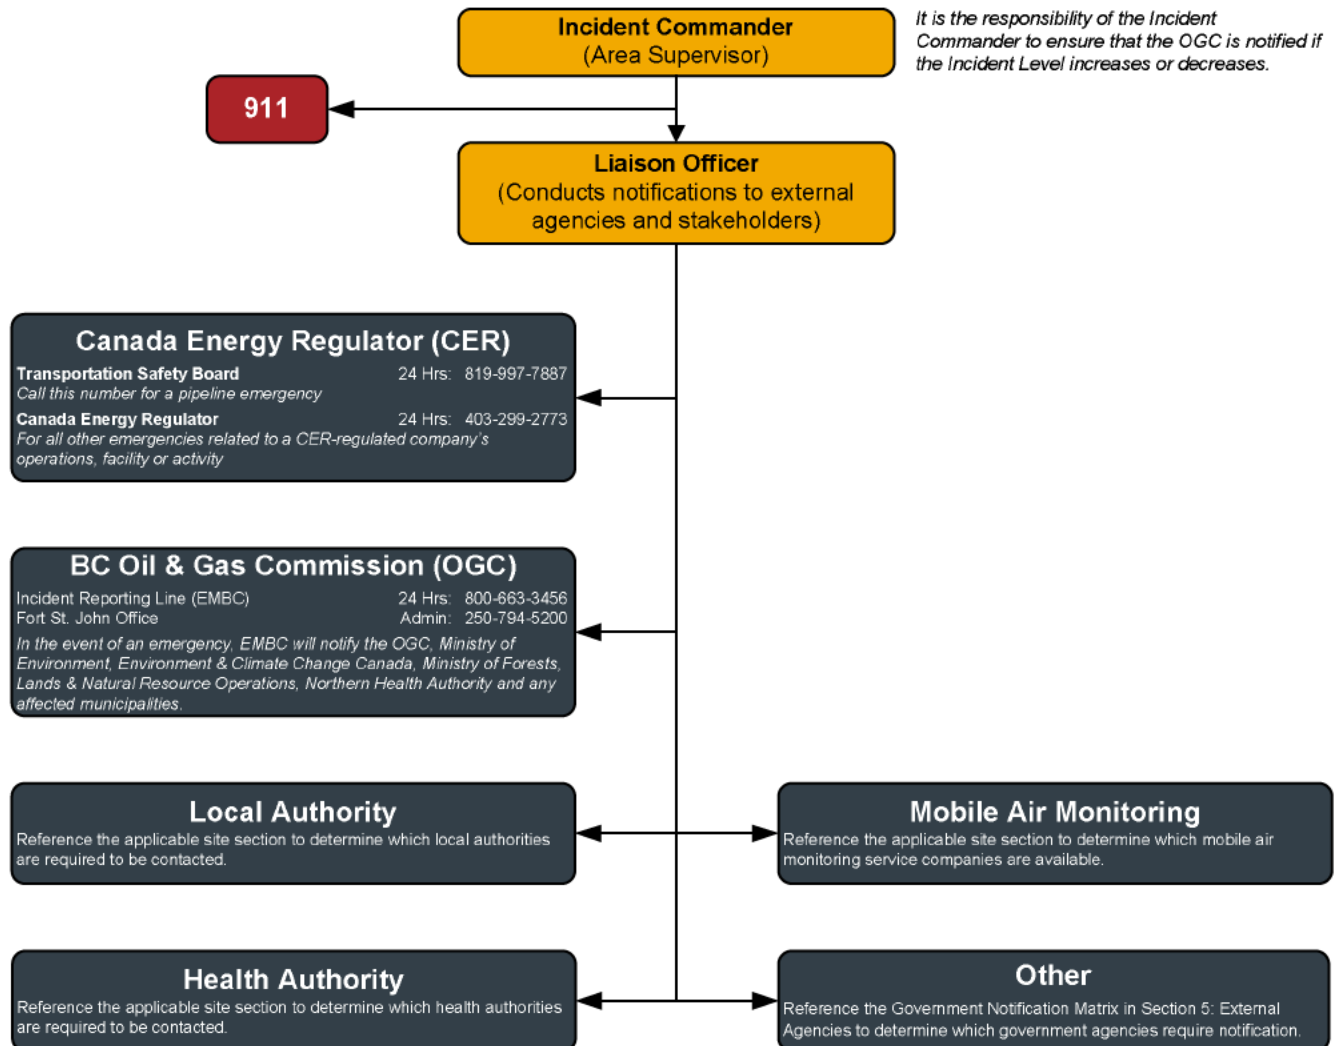 Incident Commander
(Area Supervisor)
It is the responsibility of the Incident
Commander to ensure that the OGC is notified if
the Incident Level increases or decreases.
911
Liaison Officer
(Conducts notifications to external
agencies and stakeholders)
Canada Energy Regulator (CER)
Transportation Safety Board 24 Hrs: 819-997-7887
Call this number for a pipeline emergency
Canada Energy Regulator 24 Hrs: 403-299-2773
For all other emergencies related to a CER-regulated company's
operations, facility or activity
BC Oil & Gas Commission (OGC)
Incident Reporting Line (EMBC) 24 Hrs: 800-663-3456
Fort St. John Office Admin: 250-794-5200
In the event of an emergency, EMBC will notify the OGC, Ministry of
Environment, Environment & Climate Change Canada, Ministry of Forests,
Lands & Natural Resource Operations, Northern Health Authority and any
affected municipalities.
Local Authority
Reference the applicable site section to determine which local authorities
are required to be contacted.
Mobile Air Monitoring
Reference the applicable site section to determine which mobile air
monitoring service companies are available.
Health Authority
Reference the applicable site section to determine which health authorities
are required to be contacted.
Other
Reference the Government Notification Matrix in Section 5: External
Agencies to determine which government agencies require notification.